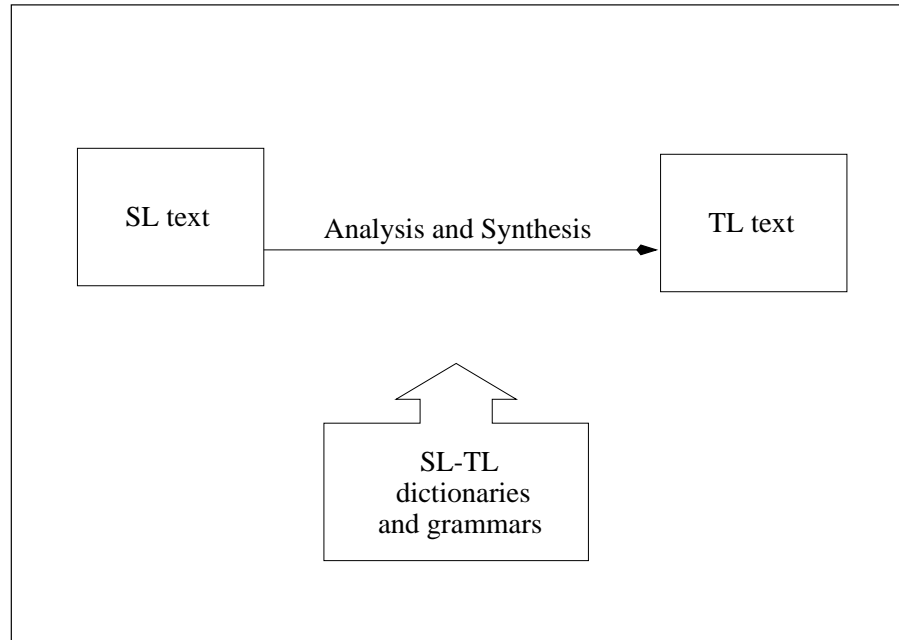 SL text
Analysis and Synthesis
TL text
SL-TL
dictionaries
and grammars